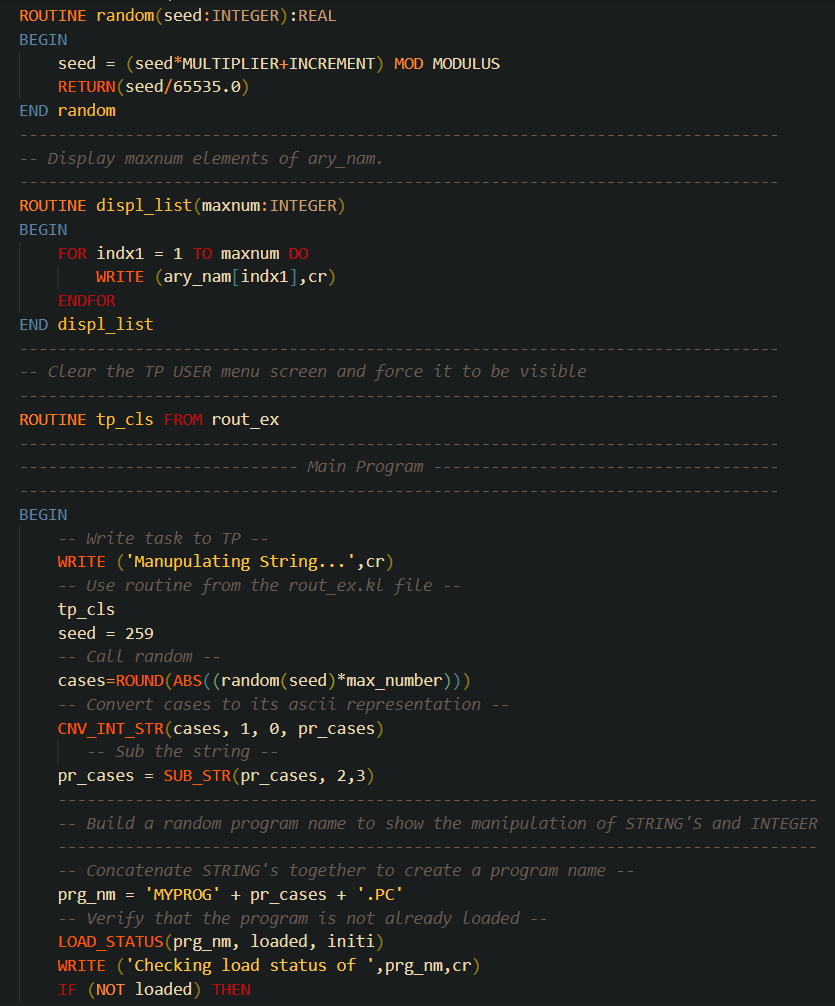 ROUTINE random(seed:INTEGER):REAL
BEGIN
    seed = (seed*MULTIPLIER+INCREMENT) MOD MODULUS
    RETURN(seed/65535.0)
END random
-------------------------------------------------------------------------------
-- Display maxnum elements of ary_nam.
-------------------------------------------------------------------------------
ROUTINE displ_list(maxnum:INTEGER)
BEGIN
    FOR indx1 = 1 TO maxnum DO
        WRITE (ary_nam[indx1],cr)
    ENDFOR
END displ_list
-------------------------------------------------------------------------------
-- Clear the TP USER menu screen and force it to be visible
-------------------------------------------------------------------------------
ROUTINE tp_cls FROM rout_ex
-------------------------------------------------------------------------------
----------------------------- Main Program ------------------------------------
-------------------------------------------------------------------------------
BEGIN
    -- Write task to TP --
    WRITE ('Manupulating String...',cr)
    -- Use routine from the rout_ex.kl file --
    tp_cls
    seed = 259
    -- Call random --
    cases=ROUND(ABS((random(seed)*max_number)))
    -- Convert cases to its ascii representation --
    CNV_INT_STR(cases, 1, 0, pr_cases)
       -- Sub the string --
    pr_cases = SUB_STR(pr_cases, 2,3)
    -------------------------------------------------------------------------------
    -- Build a random program name to show the manipulation of STRING'S and INTEGER
    -------------------------------------------------------------------------------
    -- Concatenate STRING's together to create a program name --
    prg_nm = 'MYPROG' + pr_cases + '.PC'
    -- Verify that the program is not already loaded --
    LOAD_STATUS(prg_nm, loaded, initi)
    WRITE ('Checking load status of ',prg_nm,cr)
    IF (NOT loaded) THEN